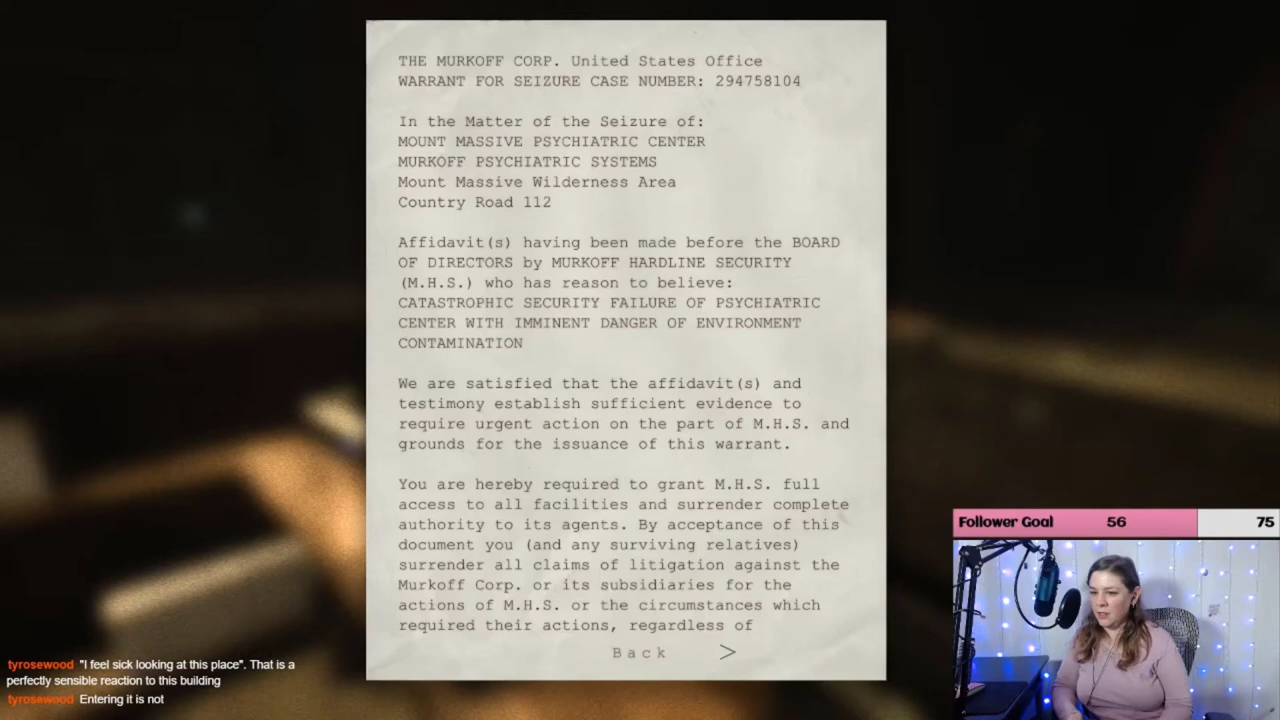 THE MURKOFF CORP. United States Office
WARRANT FOR SEIZURE CASE NUMBER: 294758104
In the Matter of the Seizure of:
MOUNT MASSIVE PSYCHIATRIC CENTER
MURKOFF PSYCHIATRIC SYSTEMS
Mount Massive Wilderness Area
Country Road 112
Affidavit(s) having been made before the BOARD
OF DIRECTORS by MURKOFF HARDLINE SECURITY
(M.H.S.) who has reason to believe:
CATASTROPHIC SECURITY FAILURE OF PSYCHIATRIC
CENTER WITH IMMINENT DANGER OF ENVIRONMENT
CONTAMINATION
We are satisfied that the affidavit(s) and
testimony establish sufficient evidence to
require urgent action on the part of M.H.S. and
grounds for the issuance of this warrant.
You are hereby required to grant M.H.S. full
access to all facilities and surrender complete
authority to its agents. By acceptance of this
document you (and any surviving relatives)
surrender all claims of litigation against the
Murkoff Corp. or its subsidiaries for the
actions of M.H.S. or the circumstances which
required their actions, regardless of
Back >
Follower Goal 56 75
tyrosewood "I feel sick looking at this place". That is a
perfectly sensible reaction to this building
tyrosewood Entering it is not